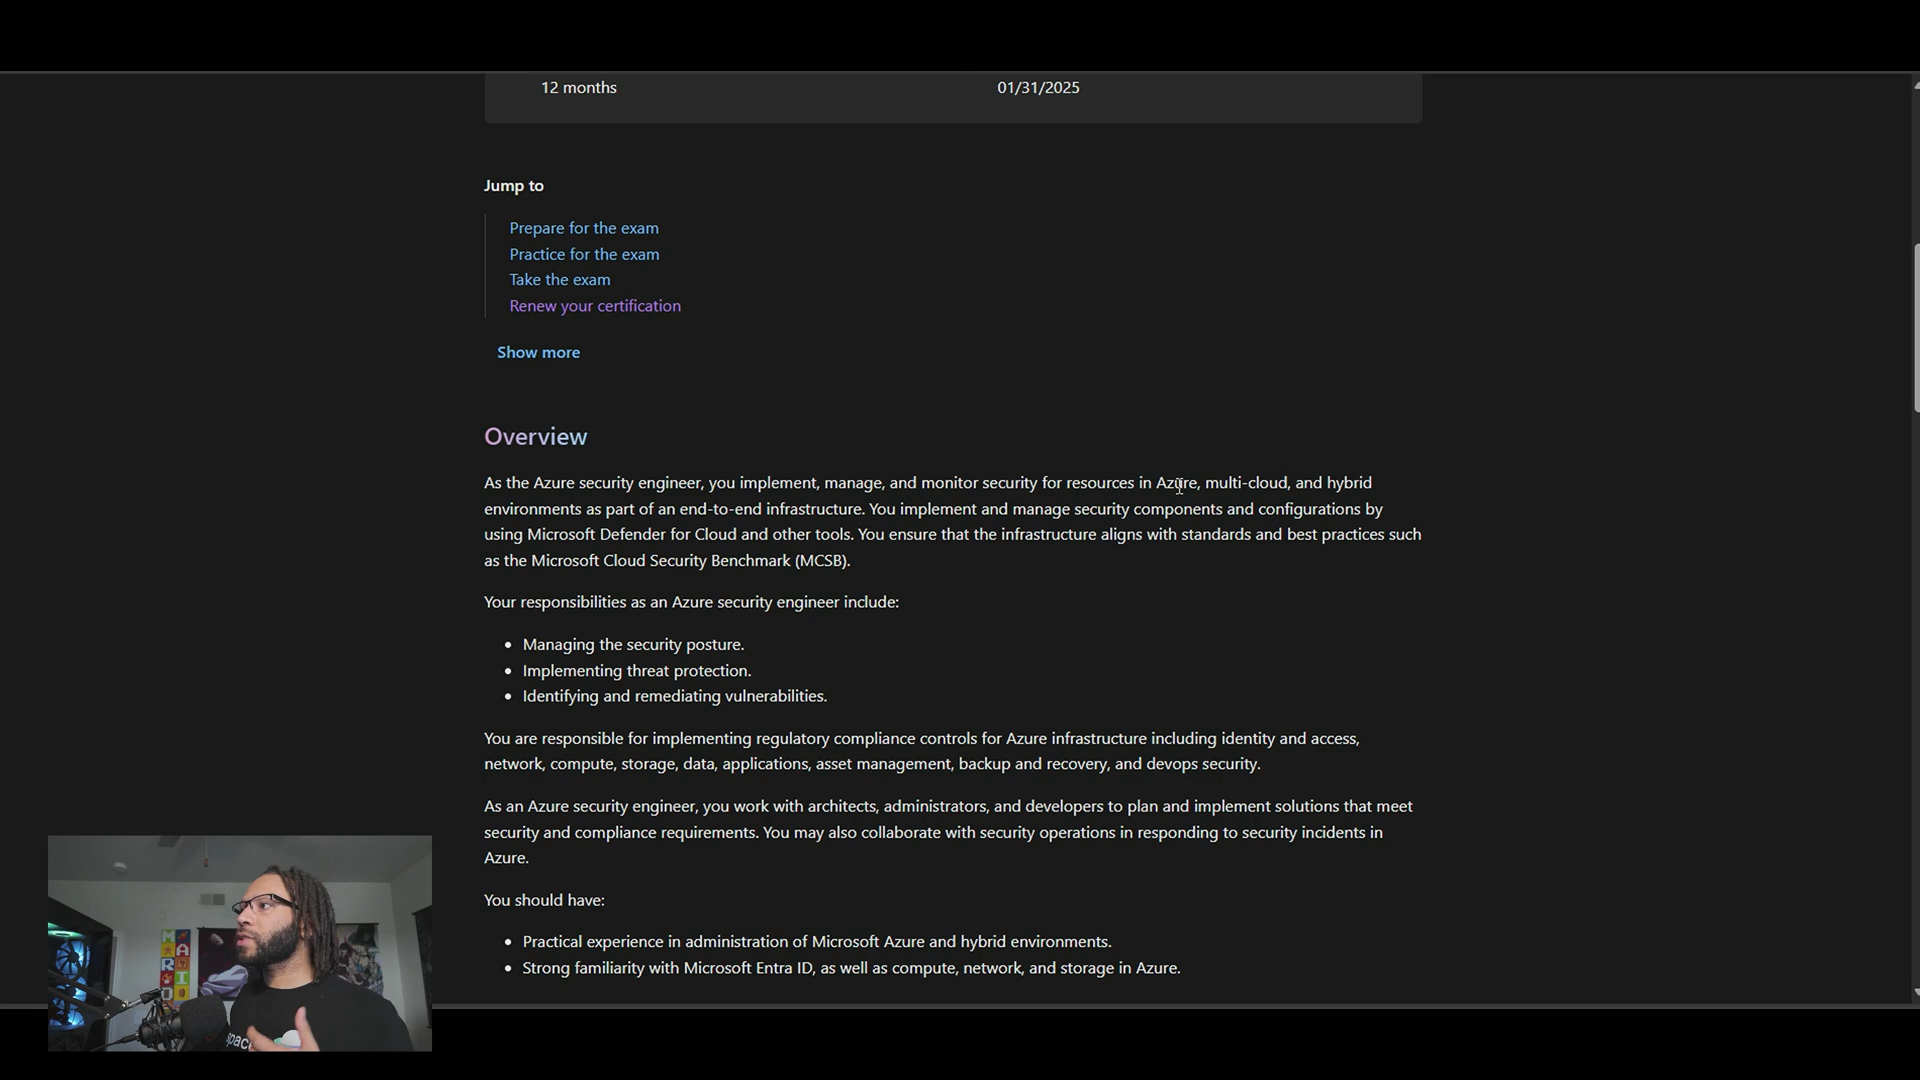 12 months
01/31/2025
Jump to
Prepare for the exam
Practice for the exam
Take the exam
Renew your certification
Show more
Overview
As the Azure security engineer, you implement, manage, and monitor security for resources in Azure, multi-cloud, and hybrid
environments as part of an end-to-end infrastructure. You implement and manage security components and configurations by
using Microsoft Defender for Cloud and other tools. You ensure that the infrastructure aligns with standards and best practices such
as the Microsoft Cloud Security Benchmark (MCSB).
Your responsibilities as an Azure security engineer include:
• Managing the security posture.
• Implementing threat protection.
• Identifying and remediating vulnerabilities.
You are responsible for implementing regulatory compliance controls for Azure infrastructure including identity and access,
network, compute, storage, data, applications, asset management, backup and recovery, and devops security.
As an Azure security engineer, you work with architects, administrators, and developers to plan and implement solutions that meet
security and compliance requirements. You may also collaborate with security operations in responding to security incidents in
Azure.
You should have:
• Practical experience in administration of Microsoft Azure and hybrid environments.
• Strong familiarity with Microsoft Entra ID, as well as compute, network, and storage in Azure.
space